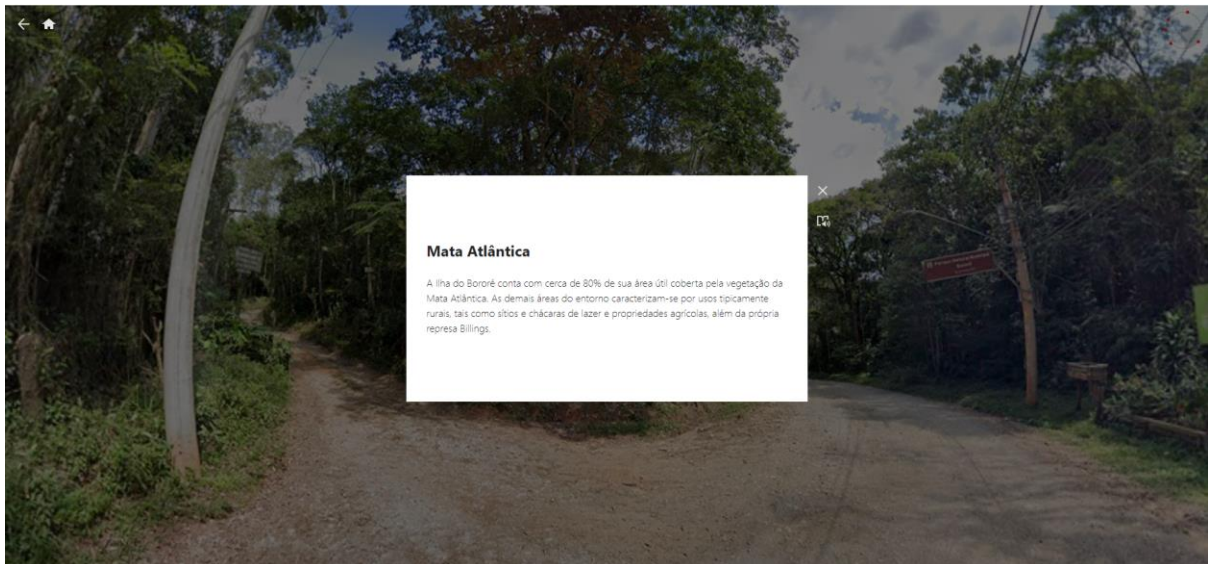 Mata Atlântica
A Ilha do Bororé conta com cerca de 80% de sua área útil coberta pela vegetação da
Mata Atlântica. As demais áreas do entorno caracterizam-se por usos tipicamente
rurais, tais como sítios e chácaras de lazer e propriedades agrícolas, além da própria
represa Billings.